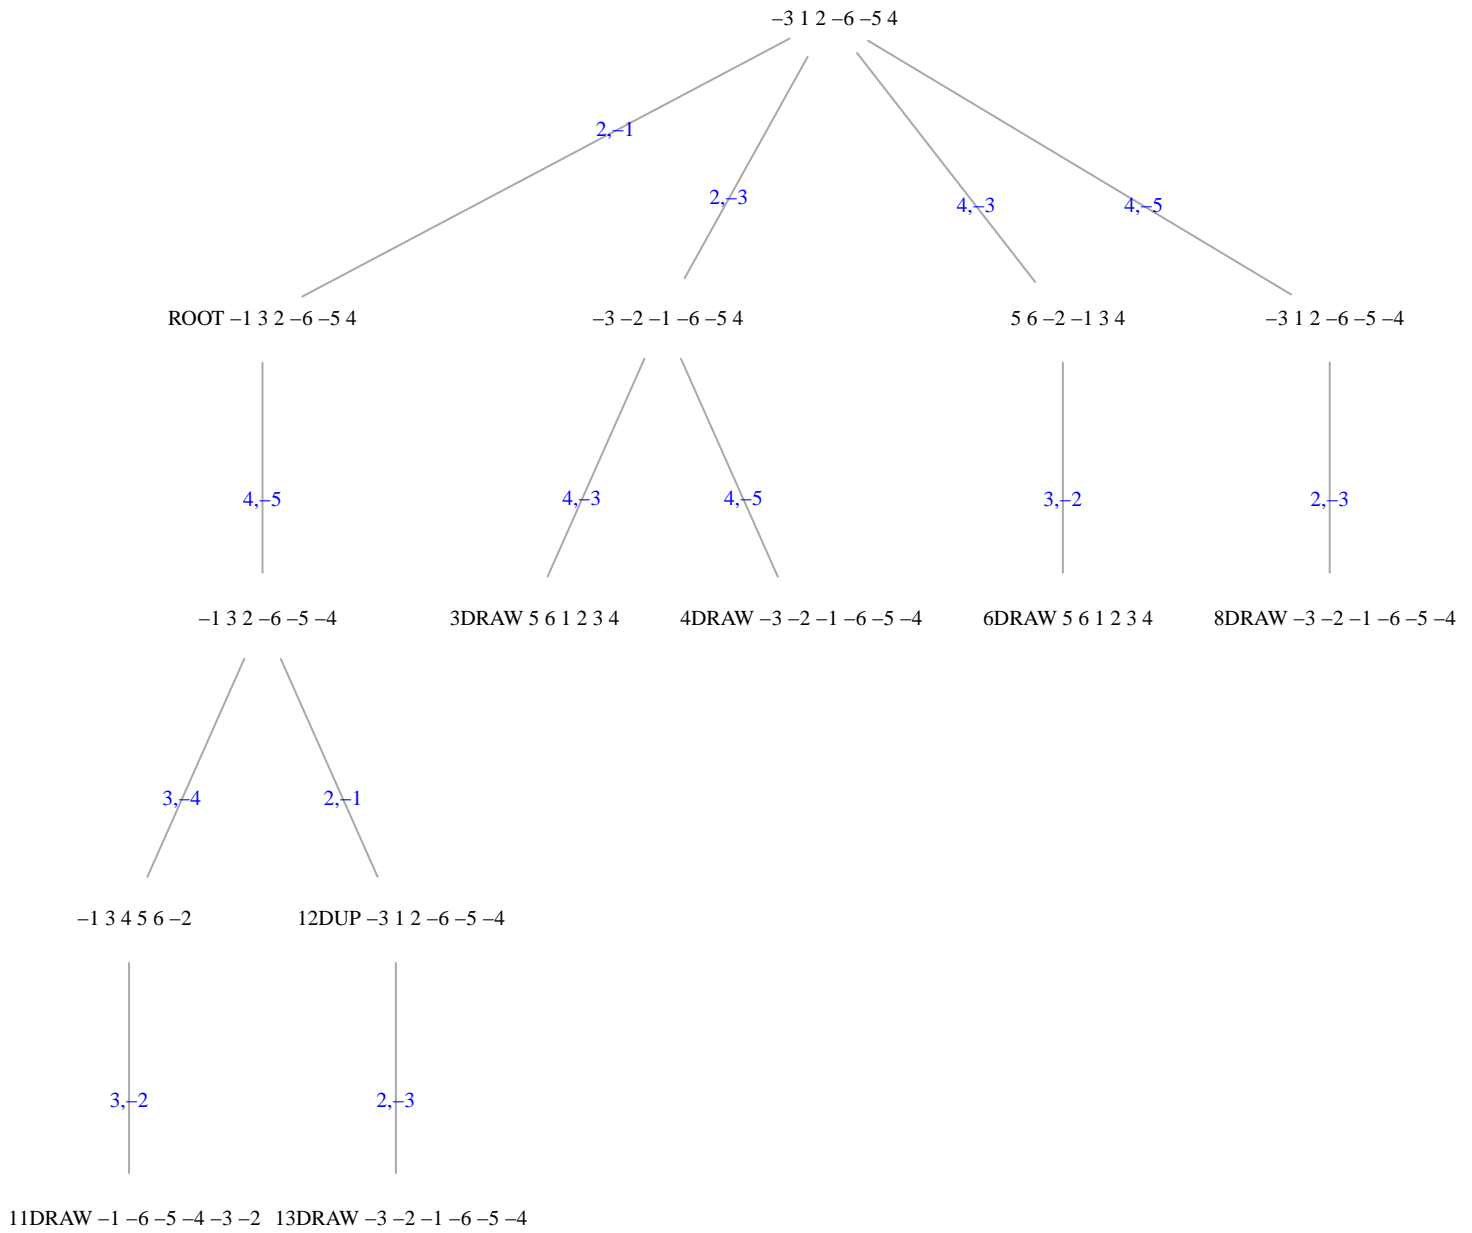 –3 1 2 –6 –5 4
2,–1
2,–3
4,–3
4,–5
ROOT –1 3 2 –6 –5 4
–3 –2 –1 –6 –5 4
5 6 –2 –1 3 4
–3 1 2 –6 –5 –4
4,–5
4,–3
4,–5
3,–2
2,–3
–1 3 2 –6 –5 –4
3DRAW 5 6 1 2 3 4
4DRAW –3 –2 –1 –6 –5 –4
6DRAW 5 6 1 2 3 4
8DRAW –3 –2 –1 –6 –5 –4
3,–4
2,–1
–1 3 4 5 6 –2
12DUP –3 1 2 –6 –5 –4
3,–2
2,–3
11DRAW –1 –6 –5 –4 –3 –2
13DRAW –3 –2 –1 –6 –5 –4